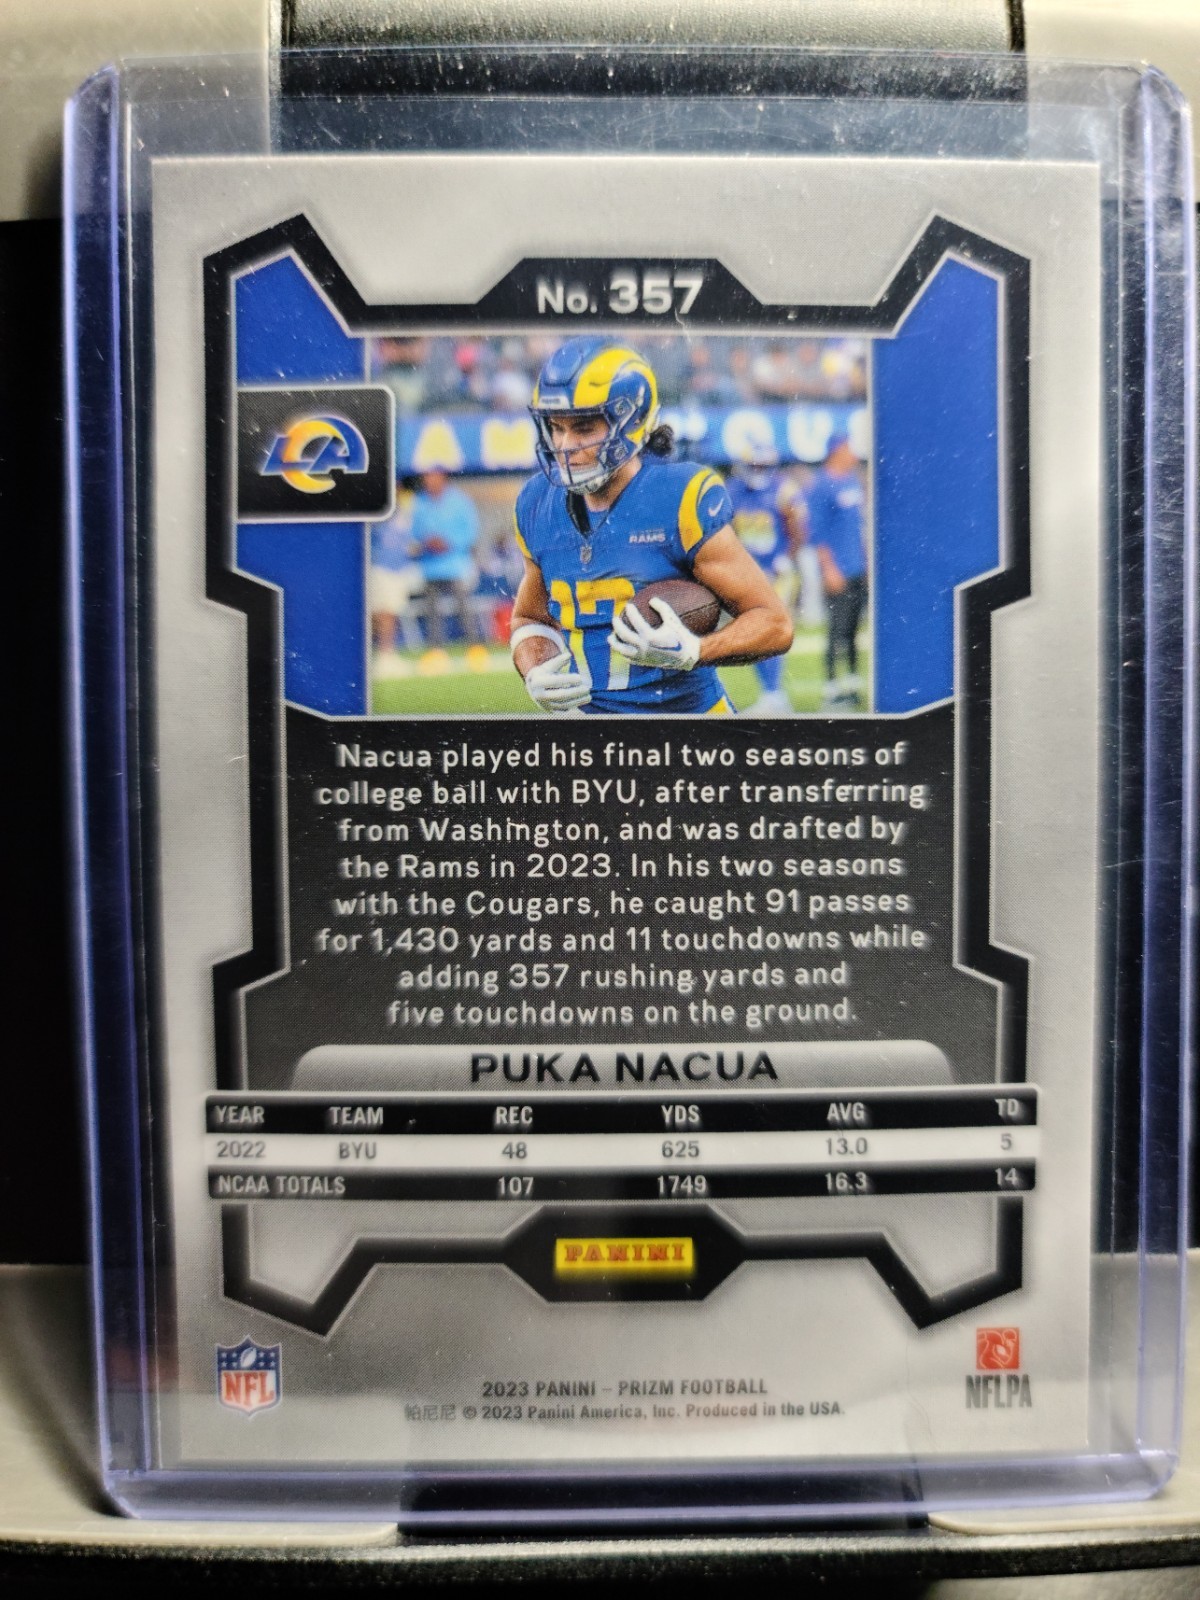 No. 357
LA
RAMS
17
Nacua played his final two seasons of
college ball with BYU, after transferring
from Washington, and was drafted by
the Rams in 2023. In his two seasons
with the Cougars, he caught 91 passes
for 1,430 yards and 11 touchdowns while
adding 357 rushing yards and
five touchdowns on the ground.
PUKA NACUA
YEAR TEAM REC YDS AVG TD
2022 BYU 48 625 13.0 5
NCAA TOTALS 107 1749 16.3 14
PANINI
NFL
NFLPA
2023 PANINI – PRIZM FOOTBALL
帕尼尼 © 2023 Panini America, Inc. Produced in the USA.